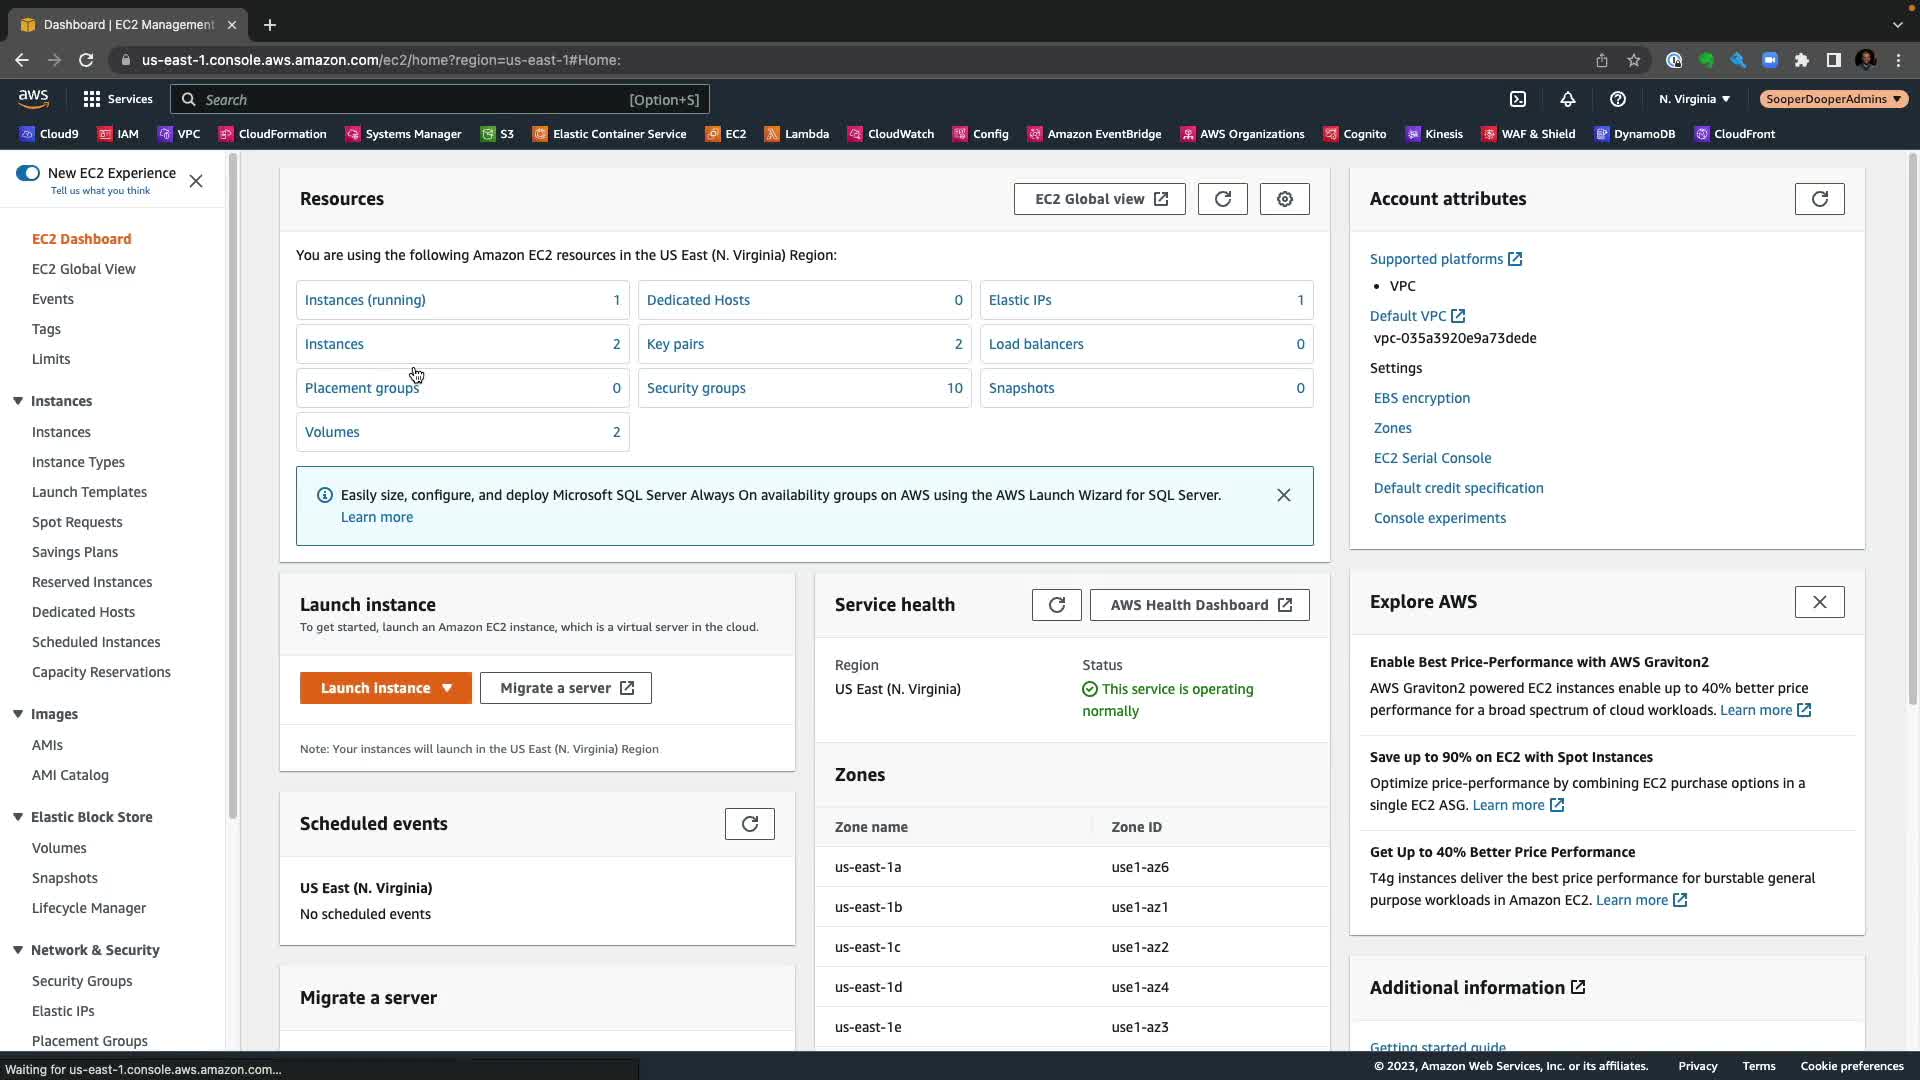 Dashboard | EC2 Management
us-east-1.console.aws.amazon.com/ec2/home?region=us-east-1#Home:
aws
Services
Search
[Option+S]
N. Virginia
SooperDooperAdmins
Cloud9
IAM
VPC
CloudFormation
Systems Manager
S3
Elastic Container Service
EC2
Lambda
CloudWatch
Config
Amazon EventBridge
AWS Organizations
Cognito
Kinesis
WAF & Shield
DynamoDB
CloudFront
New EC2 Experience
Tell us what you think
EC2 Dashboard
EC2 Global View
Events
Tags
Limits
Instances
Instances
Instance Types
Launch Templates
Spot Requests
Savings Plans
Reserved Instances
Dedicated Hosts
Scheduled Instances
Capacity Reservations
Images
AMIs
AMI Catalog
Elastic Block Store
Volumes
Snapshots
Lifecycle Manager
Network & Security
Security Groups
Elastic IPs
Placement Groups
Waiting for us-east-1.console.aws.amazon.com...
Resources
EC2 Global view
You are using the following Amazon EC2 resources in the US East (N. Virginia) Region:
Instances (running) 1
Dedicated Hosts 0
Elastic IPs 1
Instances 2
Key pairs 2
Load balancers 0
Placement groups 0
Security groups 10
Snapshots 0
Volumes 2
Easily size, configure, and deploy Microsoft SQL Server Always On availability groups on AWS using the AWS Launch Wizard for SQL Server.
Learn more
Launch instance
To get started, launch an Amazon EC2 instance, which is a virtual server in the cloud.
Launch instance
Migrate a server
Note: Your instances will launch in the US East (N. Virginia) Region
Scheduled events
US East (N. Virginia)
No scheduled events
Migrate a server
Service health
AWS Health Dashboard
Region
US East (N. Virginia)
Status
This service is operating
normally
Zones
Zone name Zone ID
us-east-1a use1-az6
us-east-1b use1-az1
us-east-1c use1-az2
us-east-1d use1-az4
us-east-1e use1-az3
Account attributes
Supported platforms
• VPC
Default VPC
vpc-035a3920e9a73dede
Settings
EBS encryption
Zones
EC2 Serial Console
Default credit specification
Console experiments
Explore AWS
Enable Best Price-Performance with AWS Graviton2
AWS Graviton2 powered EC2 instances enable up to 40% better price
performance for a broad spectrum of cloud workloads. Learn more
Save up to 90% on EC2 with Spot Instances
Optimize price-performance by combining EC2 purchase options in a
single EC2 ASG. Learn more
Get Up to 40% Better Price Performance
T4g instances deliver the best price performance for burstable general
purpose workloads in Amazon EC2. Learn more
Additional information
Getting started guide
© 2023, Amazon Web Services, Inc. or its affiliates.
Privacy
Terms
Cookie preferences